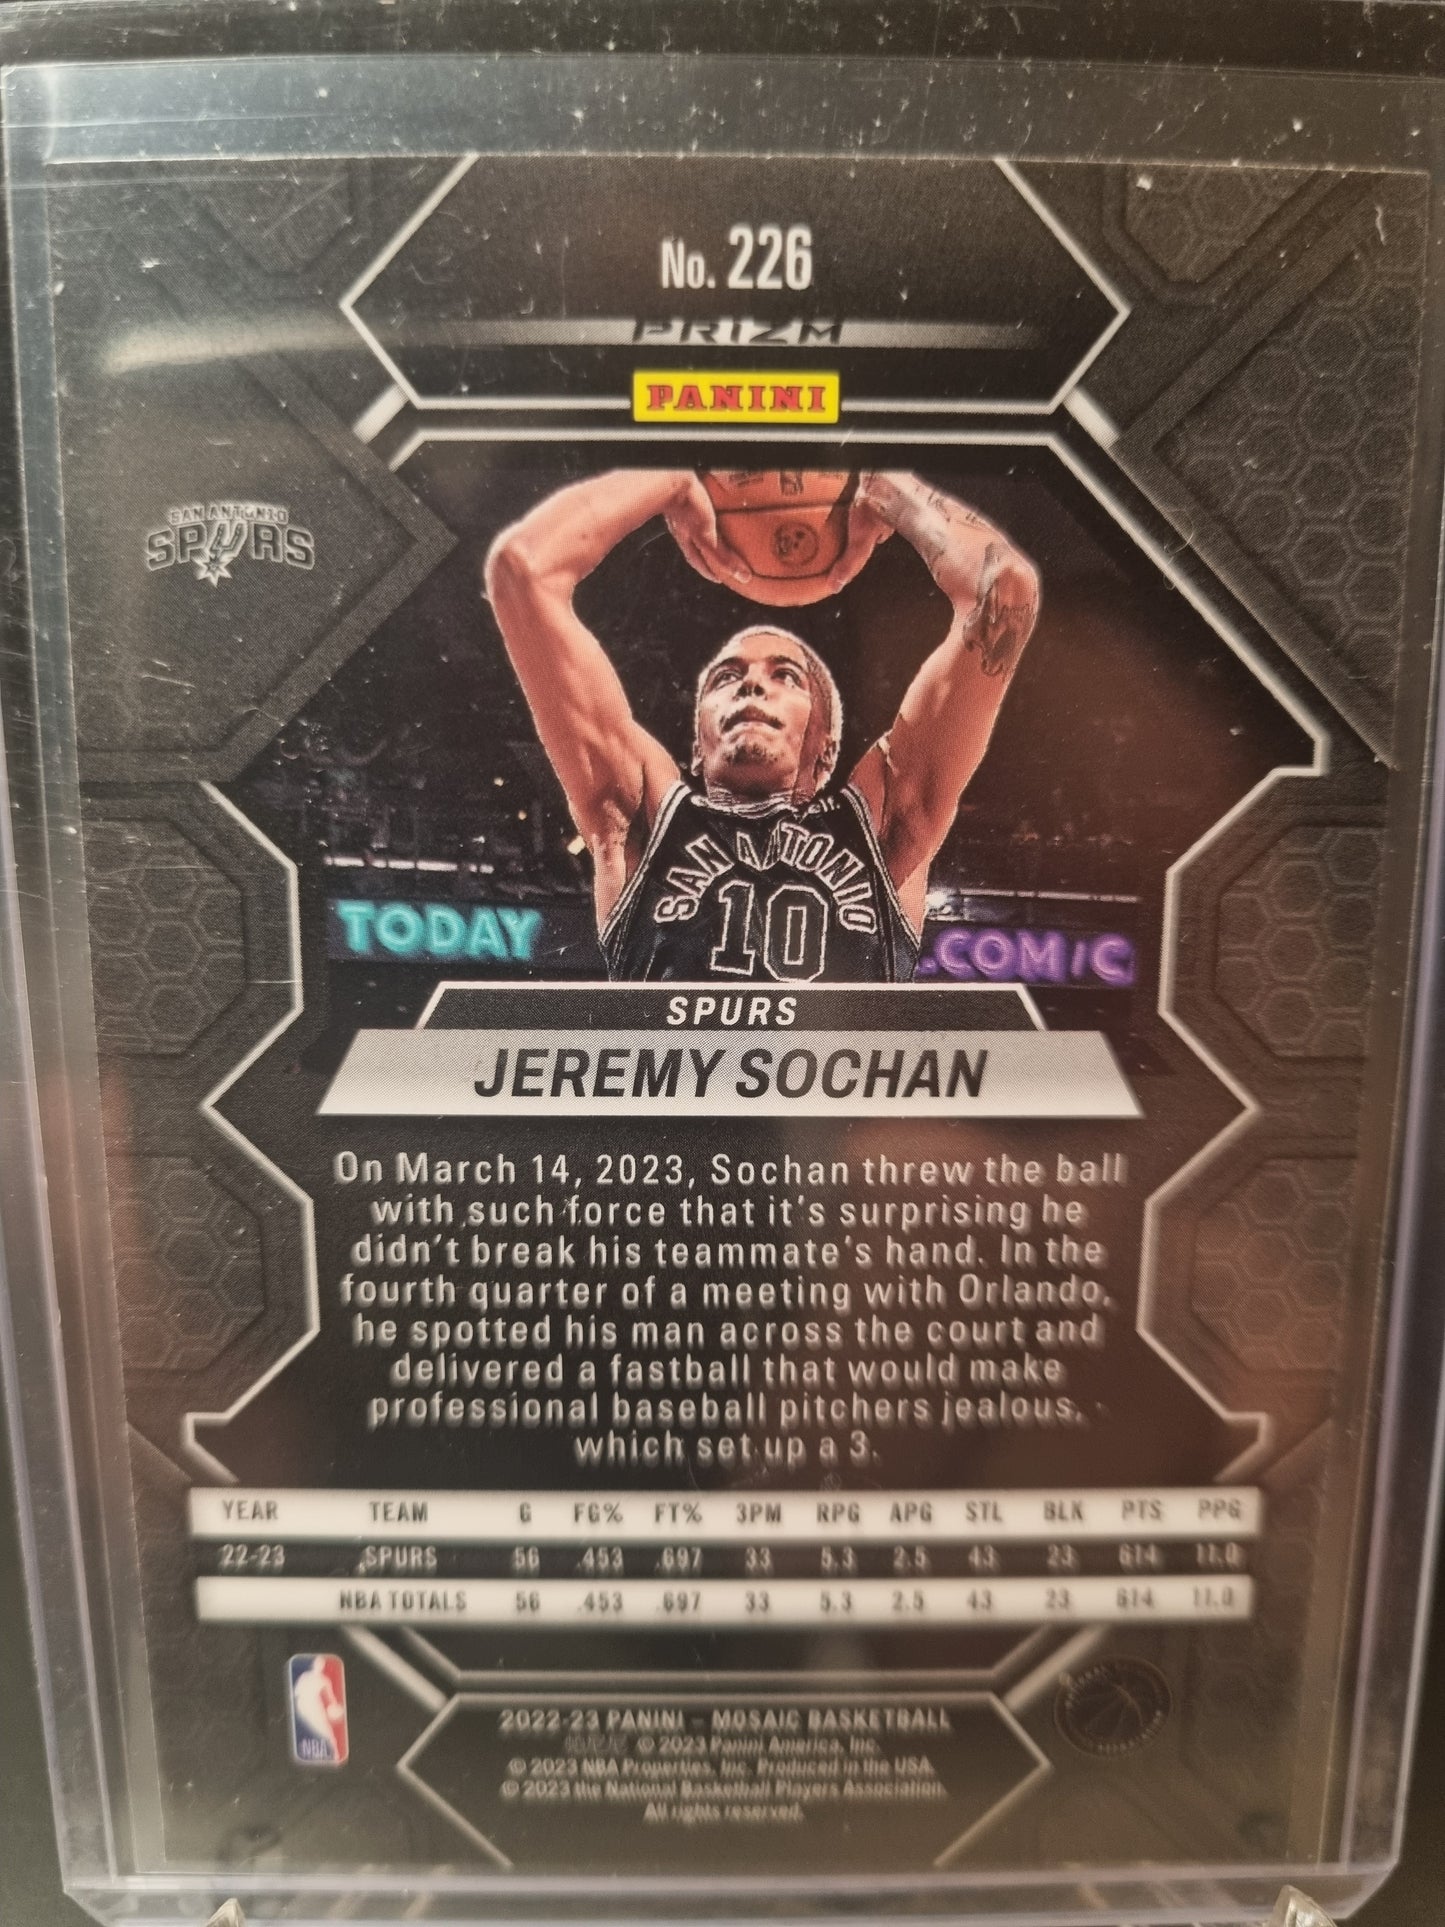 No. 226
PRIZM
PANINI
SAN ANTONIO
SPURS
SAN ANTONIO
10
TODAY
.COMIC
SPURS
JEREMY SOCHAN
On March 14, 2023, Sochan threw the ball
with such force that it's surprising he
didn't break his teammate's hand. In the
fourth quarter of a meeting with Orlando,
he spotted his man across the court and
delivered a fastball that would make
professional baseball pitchers jealous,
which set up a 3.
YEAR TEAM G FG% FT% 3PM RPG APG STL BLK PTS PPG
22-23 SPURS 56 .453 .697 33 5.3 2.5 43 23 614 11.0
NBA TOTALS 56 .453 .697 33 5.3 2.5 43 23 614 11.0
NBA
2022-23 PANINI – MOSAIC BASKETBALL
© 2023 Panini America, Inc.
© 2023 NBA Properties, Inc. Produced in the USA.
© 2023 the National Basketball Players Association.
All rights reserved.